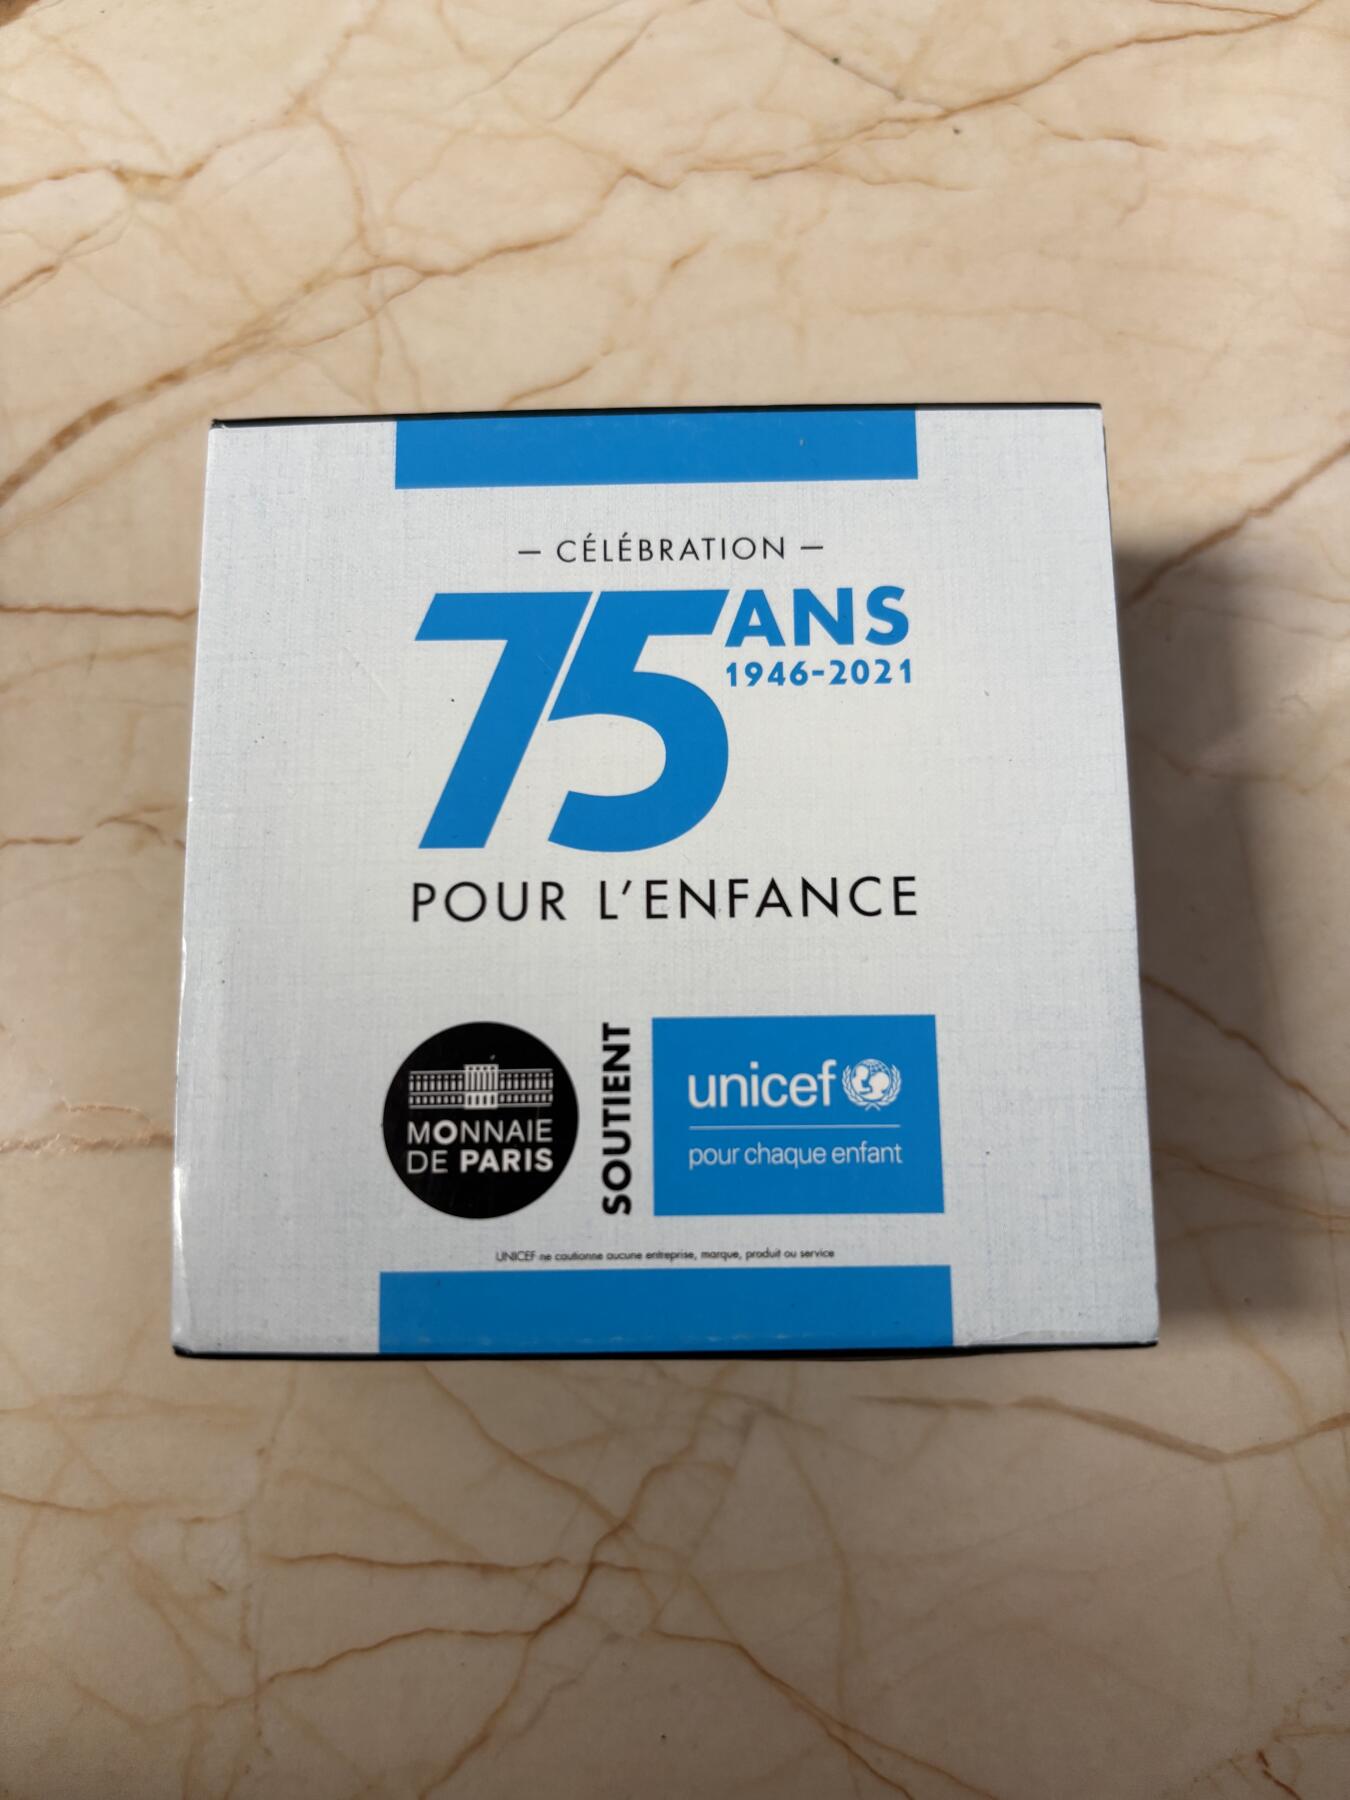 – CÉLÉBRATION –
75 ANS
1946-2021
POUR L'ENFANCE
MONNAIE
DE PARIS
SOUTIENT
unicef
pour chaque enfant
UNICEF ne cautionne aucune entreprise, marque, produit ou service